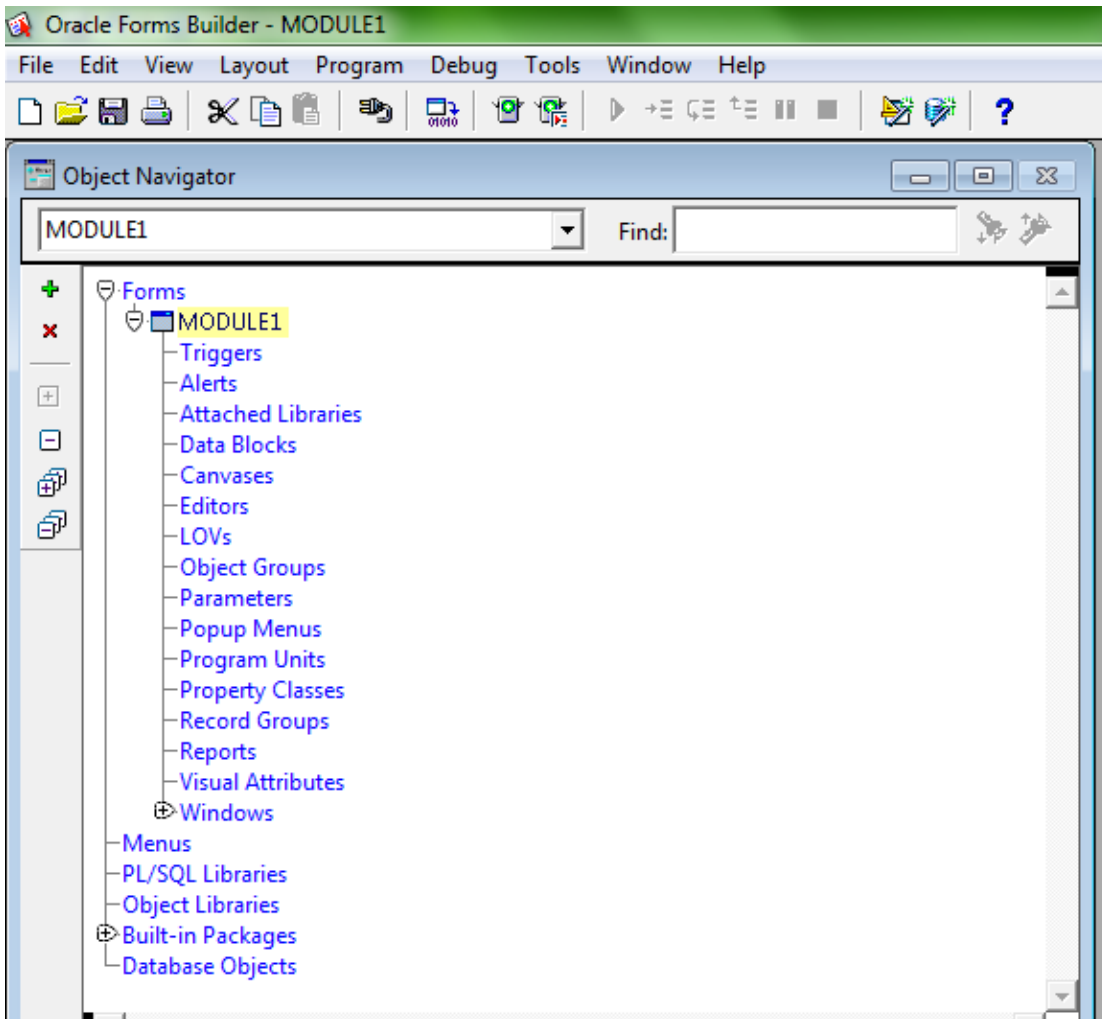 Oracle Forms Builder - MODULE1
File Edit View Layout Program Debug Tools Window Help
01010
?
Object Navigator
MODULE1 Find:
Forms
MODULE1
Triggers
Alerts
Attached Libraries
Data Blocks
Canvases
Editors
LOVs
Object Groups
Parameters
Popup Menus
Program Units
Property Classes
Record Groups
Reports
Visual Attributes
Windows
Menus
PL/SQL Libraries
Object Libraries
Built-in Packages
Database Objects